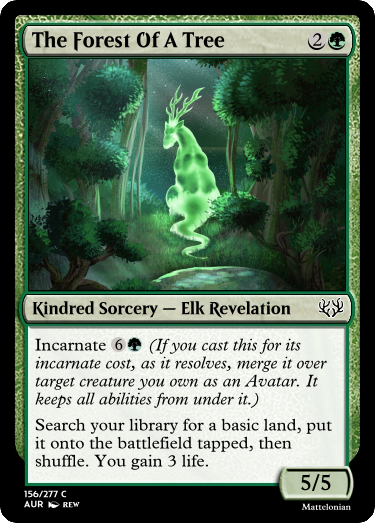 The Forest Of A Tree 2
Kindred Sorcery — Elk Revelation
Incarnate 6 (If you cast this for its
incarnate cost, as it resolves, merge it over
target creature you own as an Avatar. It
keeps all abilities from under it.)
Search your library for a basic land, put
it onto the battlefield tapped, then
shuffle. You gain 3 life.
5/5
156/277 C
AUR REW
Mattelonian